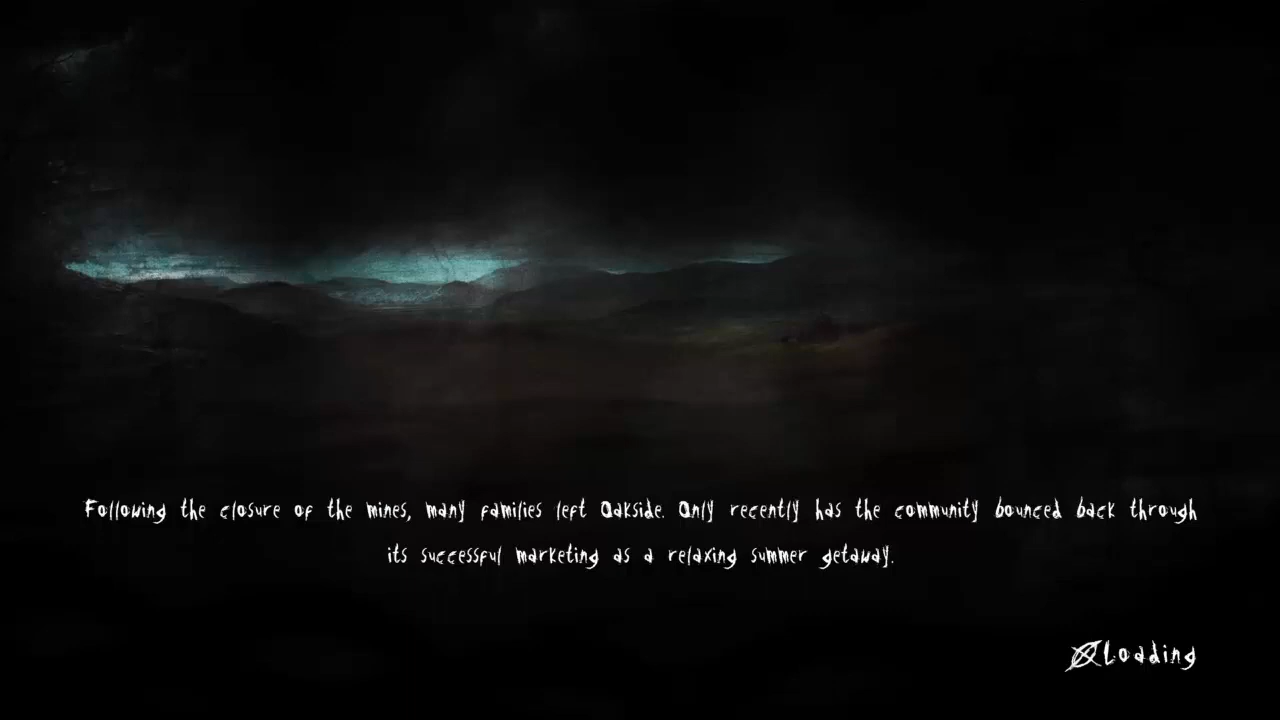 Following the closure of the mines, many families left Oakside. Only recently has the community bounced back through
its successful marketing as a relaxing summer getaway.
Loading